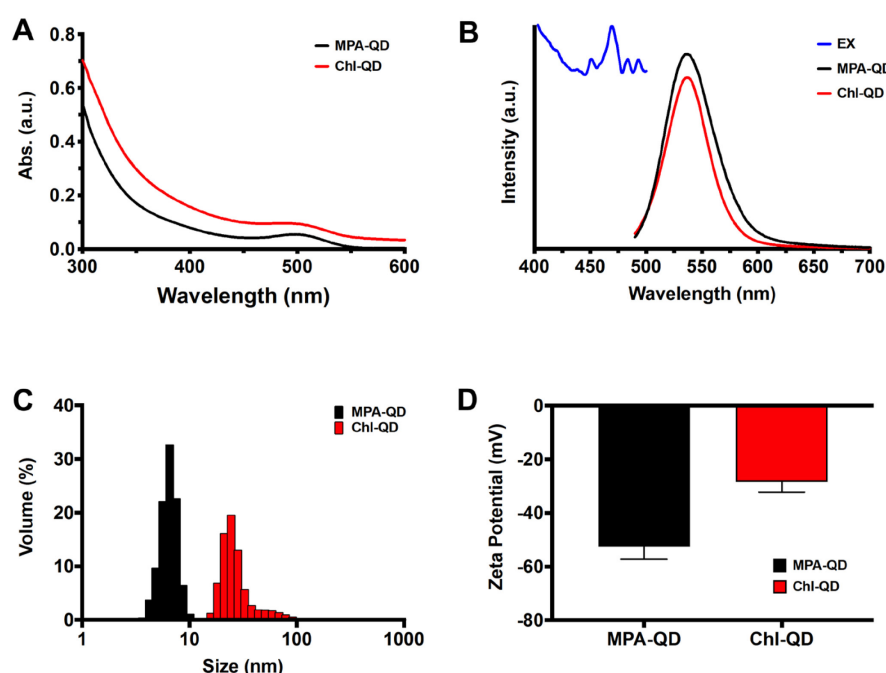 A
MPA-QD
Chl-QD
0.8
0.6
0.4
0.2
0.0
Abs. (a.u.)
300
400
500
600
Wavelength (nm)
B
EX
MPA-QD
Chl-QD
Intensity (a.u.)
400
450
500
550
600
650
700
Wavelength (nm)
C
MPA-QD
Chl-QD
40
30
20
10
0
Volume (%)
1
10
100
1000
Size (nm)
D
0
-20
-40
-60
-80
Zeta Potential (mV)
MPA-QD
Chl-QD
MPA-QD
Chl-QD